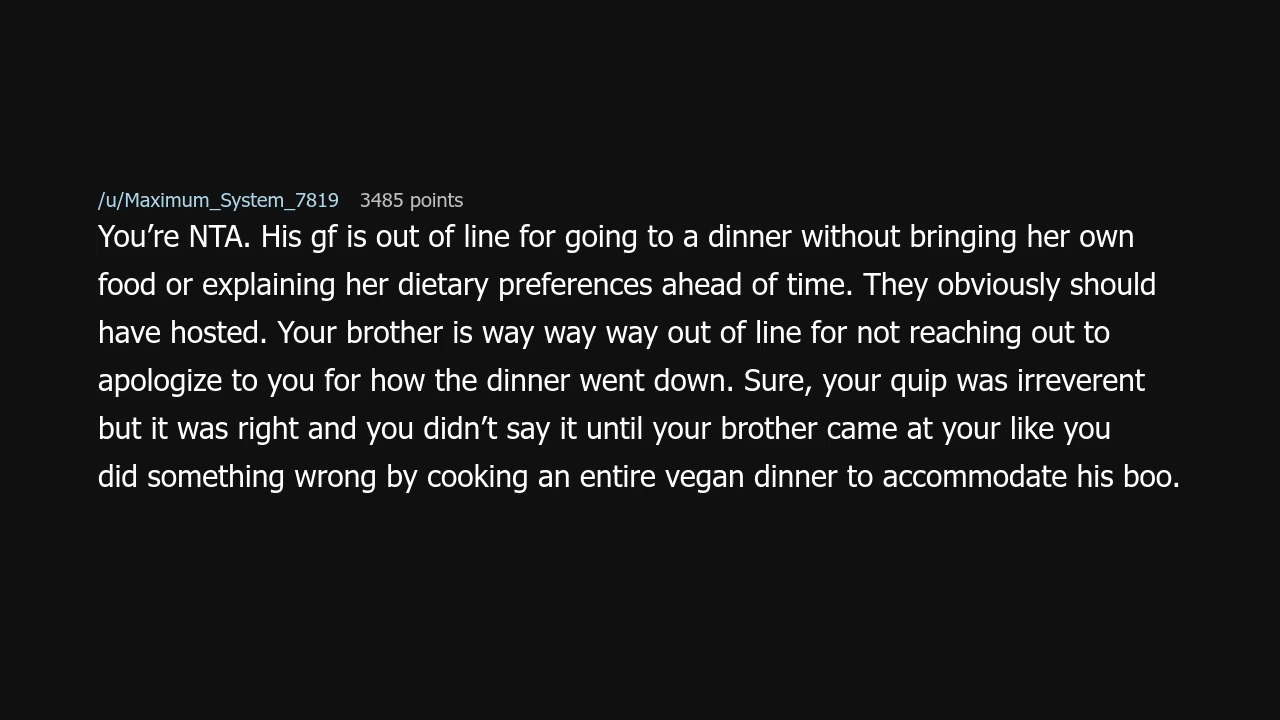 /u/Maximum_System_7819 3485 points
You’re NTA. His gf is out of line for going to a dinner without bringing her own
food or explaining her dietary preferences ahead of time. They obviously should
have hosted. Your brother is way way way out of line for not reaching out to
apologize to you for how the dinner went down. Sure, your quip was irreverent
but it was right and you didn’t say it until your brother came at your like you
did something wrong by cooking an entire vegan dinner to accommodate his boo.